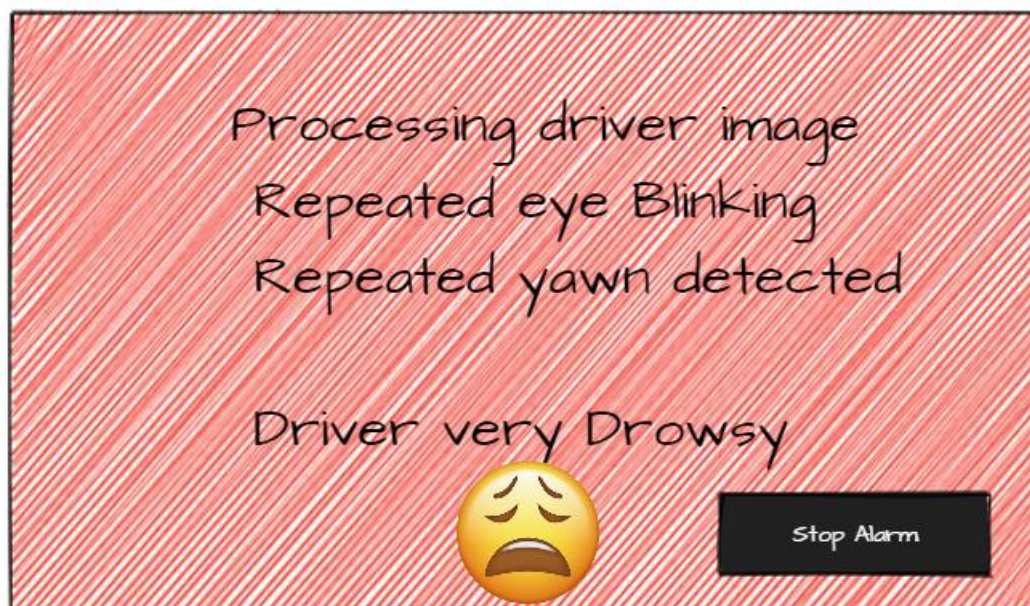 Processing driver image
Repeated eye Blinking
Repeated yawn detected
Driver very Drowsy
Stop Alarm